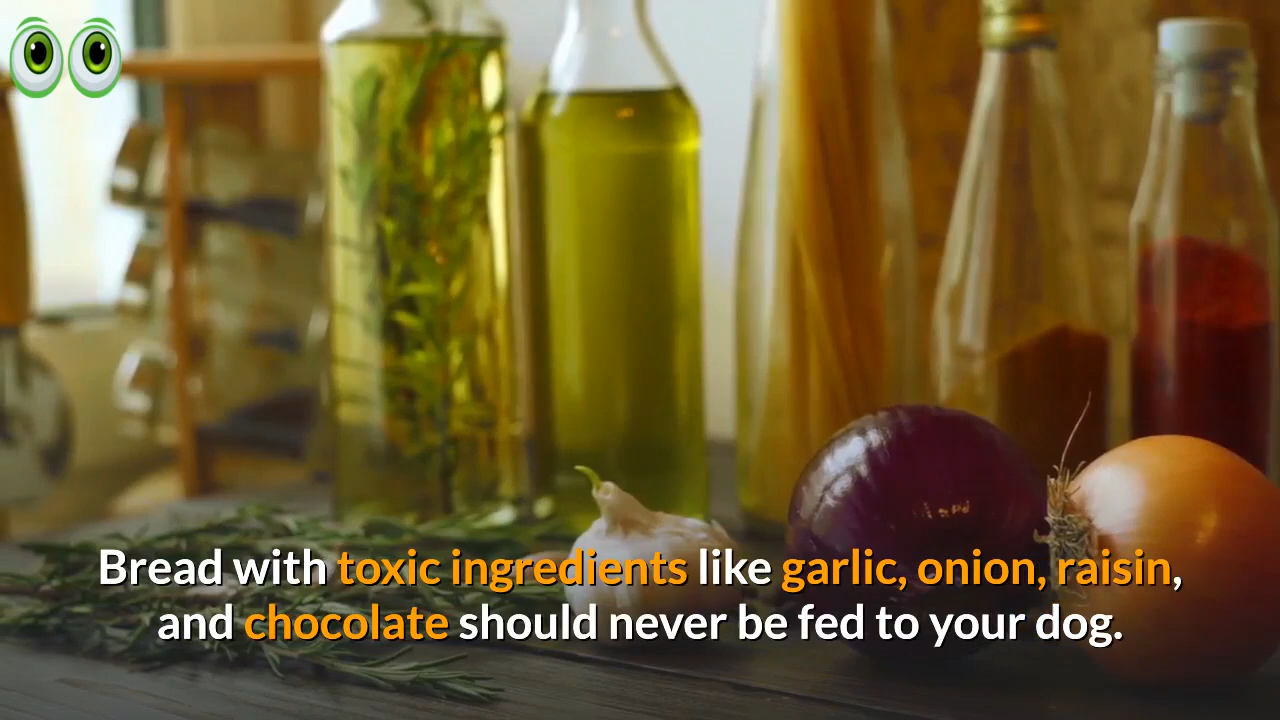 Bread with toxic ingredients like garlic, onion, raisin,
and chocolate should never be fed to your dog.